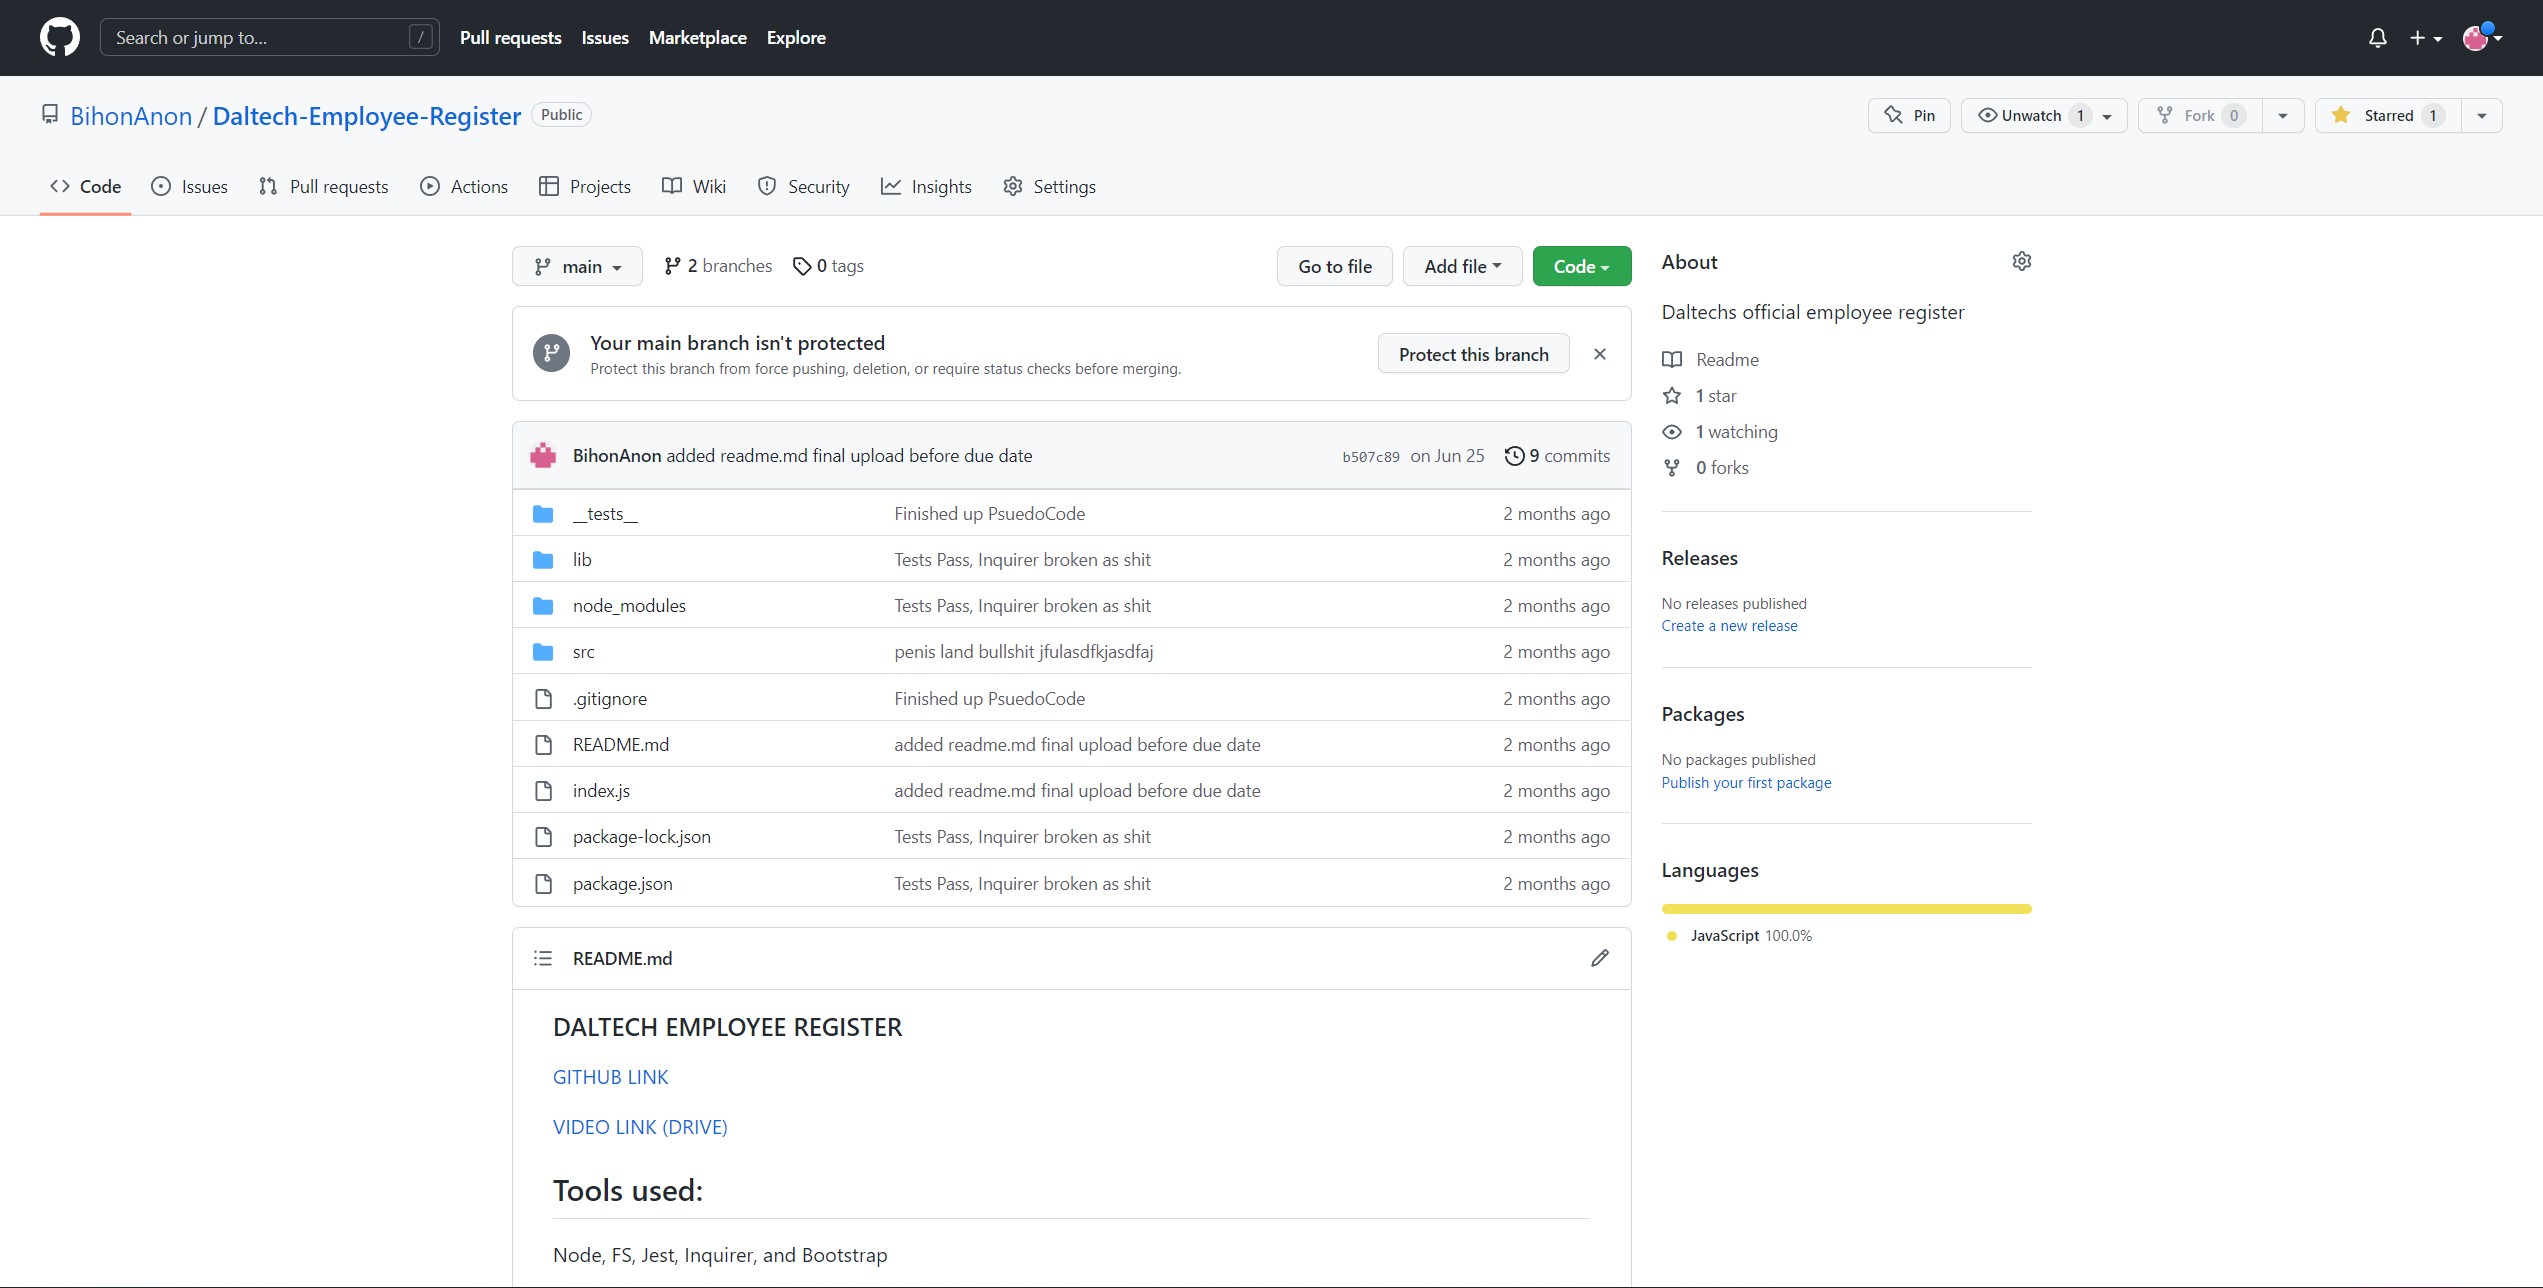 Search or jump to... /
Pull requests Issues Marketplace Explore
BihonAnon / Daltech-Employee-Register Public
Pin Unwatch 1 Fork 0 Starred 1
Code Issues Pull requests Actions Projects Wiki Security Insights Settings
main 2 branches 0 tags Go to file Add file Code
Your main branch isn't protected
Protect this branch from force pushing, deletion, or require status checks before merging.
Protect this branch
BihonAnon added readme.md final upload before due date b507c89 on Jun 25 9 commits
__tests__ Finished up PsuedoCode 2 months ago
lib Tests Pass, Inquirer broken as shit 2 months ago
node_modules Tests Pass, Inquirer broken as shit 2 months ago
src penis land bullshit jfulasdfkjasdfaj 2 months ago
.gitignore Finished up PsuedoCode 2 months ago
README.md added readme.md final upload before due date 2 months ago
index.js added readme.md final upload before due date 2 months ago
package-lock.json Tests Pass, Inquirer broken as shit 2 months ago
package.json Tests Pass, Inquirer broken as shit 2 months ago
README.md
DALTECH EMPLOYEE REGISTER
GITHUB LINK
VIDEO LINK (DRIVE)
Tools used:
Node, FS, Jest, Inquirer, and Bootstrap
About
Daltechs official employee register
Readme
1 star
1 watching
0 forks
Releases
No releases published
Create a new release
Packages
No packages published
Publish your first package
Languages
JavaScript 100.0%